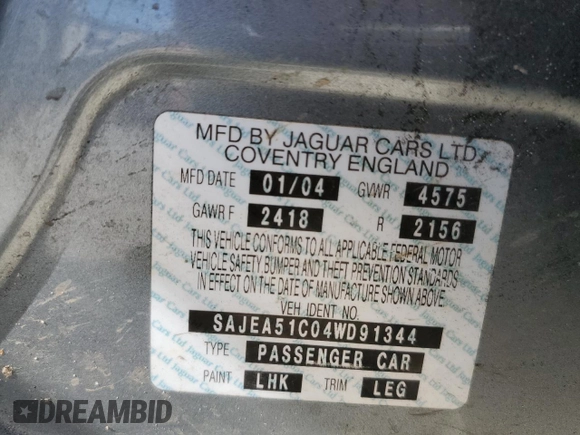 MFD BY JAGUAR CARS LTD,
COVENTRY ENGLAND
MFD DATE 01/04 GVWR 4575
GAWR F 2418 R 2156
THIS VEHICLE CONFORMS TO ALL APPLICABLE FEDERAL MOTOR
VEHICLE SAFETY, BUMPER AND THEFT PREVENTION STANDARDS
IN EFFECT ON THE DATE OF MANUFACTURE SHOWN ABOVE.
VEH IDENT NO.
SAJEA51C04WD91344
TYPE PASSENGER CAR
PAINT LHK TRIM LEG
DREAMBID